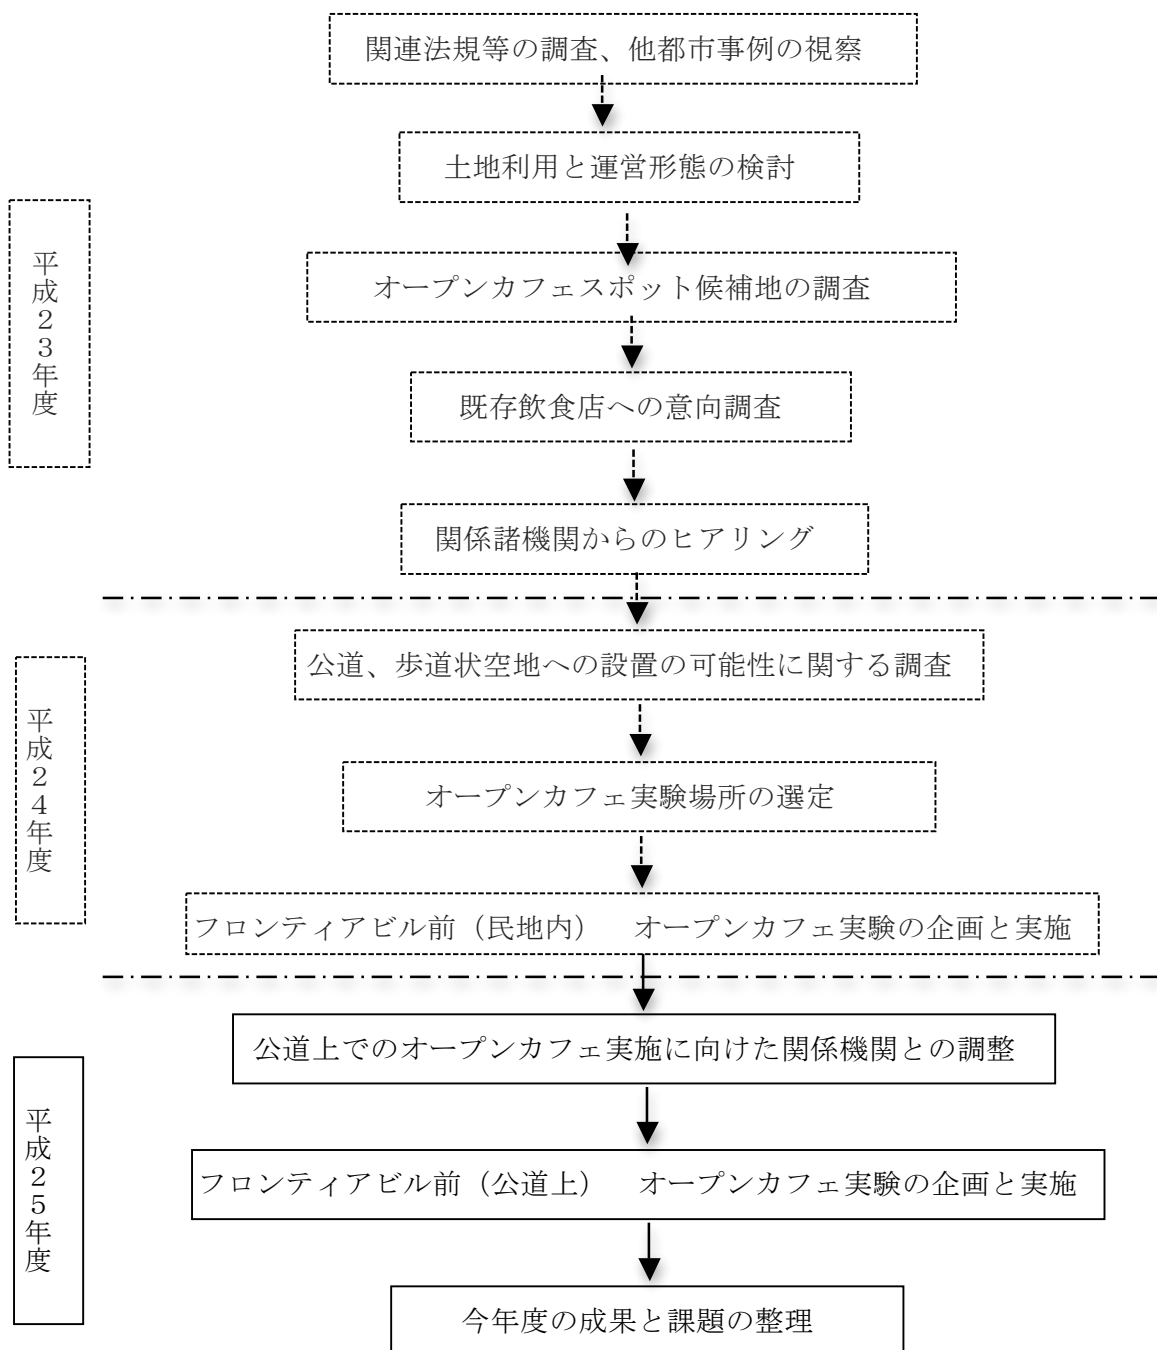 関連法規等の調査、他都市事例の視察
土地利用と運営形態の検討
平成２３年度
オープンカフェスポット候補地の調査
既存飲食店への意向調査
関係諸機関からのヒアリング
公道、歩道状空地への設置の可能性に関する調査
平成２４年度
オープンカフェ実験場所の選定
フロンティアビル前（民地内）　オープンカフェ実験の企画と実施
公道上でのオープンカフェ実施に向けた関係機関との調整
平成２５年度
フロンティアビル前（公道上）　オープンカフェ実験の企画と実施
今年度の成果と課題の整理